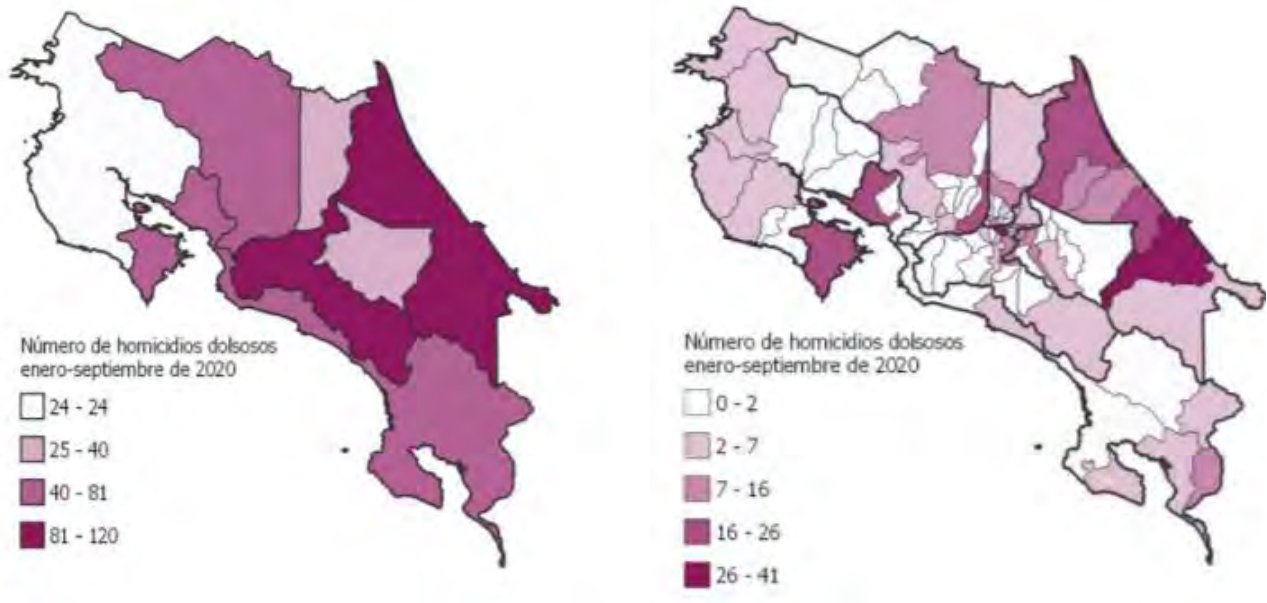 Número de homicidios dolsosos
enero-septiembre de 2020
24 - 24
25 - 40
40 - 81
81 - 120
Número de homicidios dolsosos
enero-septiembre de 2020
0 - 2
2 - 7
7 - 16
16 - 26
26 - 41